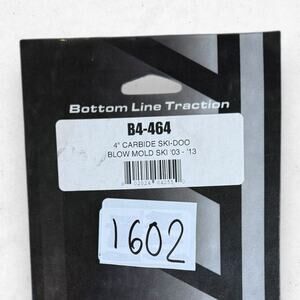 Bottom Line Traction
B4-464
4" CARBIDE SKI-DOO
BLOW MOLD SKI '03 - '13
1602